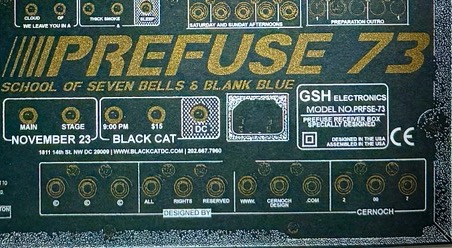 CLOUD OF
WE LEAVE YOU IN A
THICK SMOKE A
SLEEP
SATURDAY AND SUNDAY AFTERNOONS
PREPARATION OUTRO
PREFUSE 73
SCHOOL OF SEVEN BELLS & BLANK BLUE
MAIN STAGE
NOVEMBER 23
9:00 PM $15 DC
BLACK CAT
1811 14th St. NW DC 20009 | WWW.BLACKCATDC.COM | 202.667.7960
GSH ELECTRONICS
MODEL NO.PRFSE-73
PREFUSE RECEIVER BOX
SPECIALLY DESIGNED
DESIGNED IN THE USA
ASSEMBLED IN THE USA
CE
© © © ALL RIGHTS RESERVED WWW. CERNOCH DESIGN .COM 2 00 7
DESIGNED BY CERNOCH